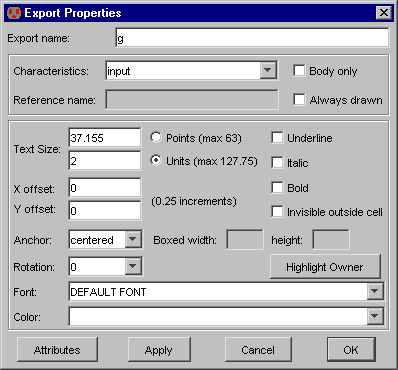 Export Properties
Export name: g
Characteristics: input Body only
Reference name: Always drawn
Text Size: 37.155 Points (max 63) Underline
2 Units (max 127.75) Italic
X offset: 0 Bold
Y offset: 0 (0.25 increments) Invisible outside cell
Anchor: centered Boxed width: height:
Rotation: 0 Highlight Owner
Font: DEFAULT FONT
Color:
Attributes Apply Cancel OK